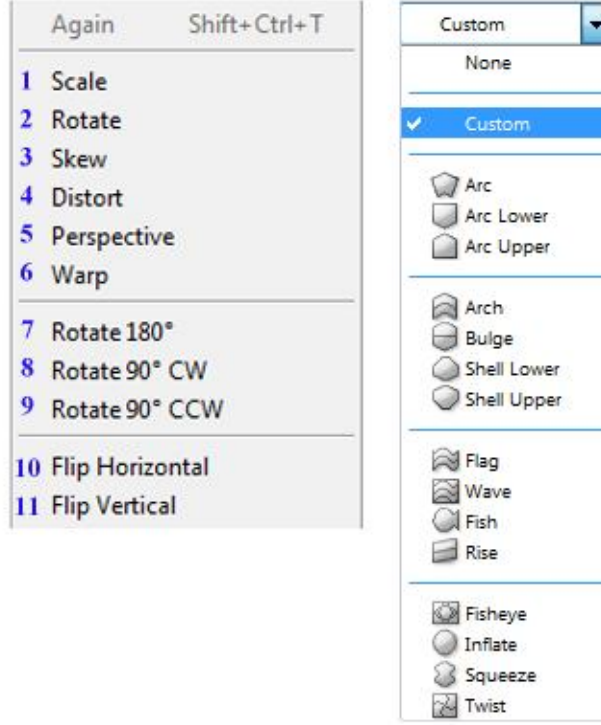 Again Shift+Ctrl+T
1 Scale
2 Rotate
3 Skew
4 Distort
5 Perspective
6 Warp
7 Rotate 180°
8 Rotate 90° CW
9 Rotate 90° CCW
10 Flip Horizontal
11 Flip Vertical
Custom
None
Custom
Arc
Arc Lower
Arc Upper
Arch
Bulge
Shell Lower
Shell Upper
Flag
Wave
Fish
Rise
Fisheye
Inflate
Squeeze
Twist